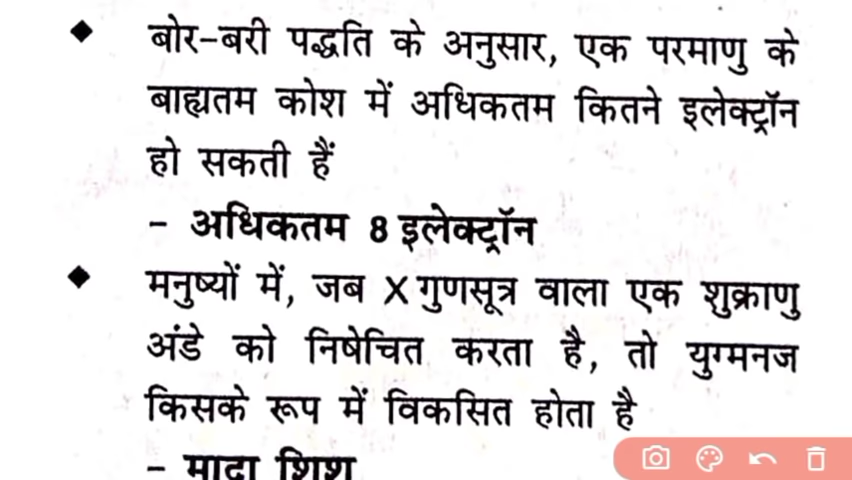 ◆ बोर-बरी पद्धति के अनुसार, एक परमाणु के
बाह्यतम कोश में अधिकतम कितने इलेक्ट्रॉन
हो सकती हैं
- अधिकतम 8 इलेक्ट्रॉन
◆ मनुष्यों में, जब X गुणसूत्र वाला एक शुक्राणु
अंडे को निषेचित करता है, तो युग्मनज
किसके रूप में विकसित होता है
- मादा शिशु